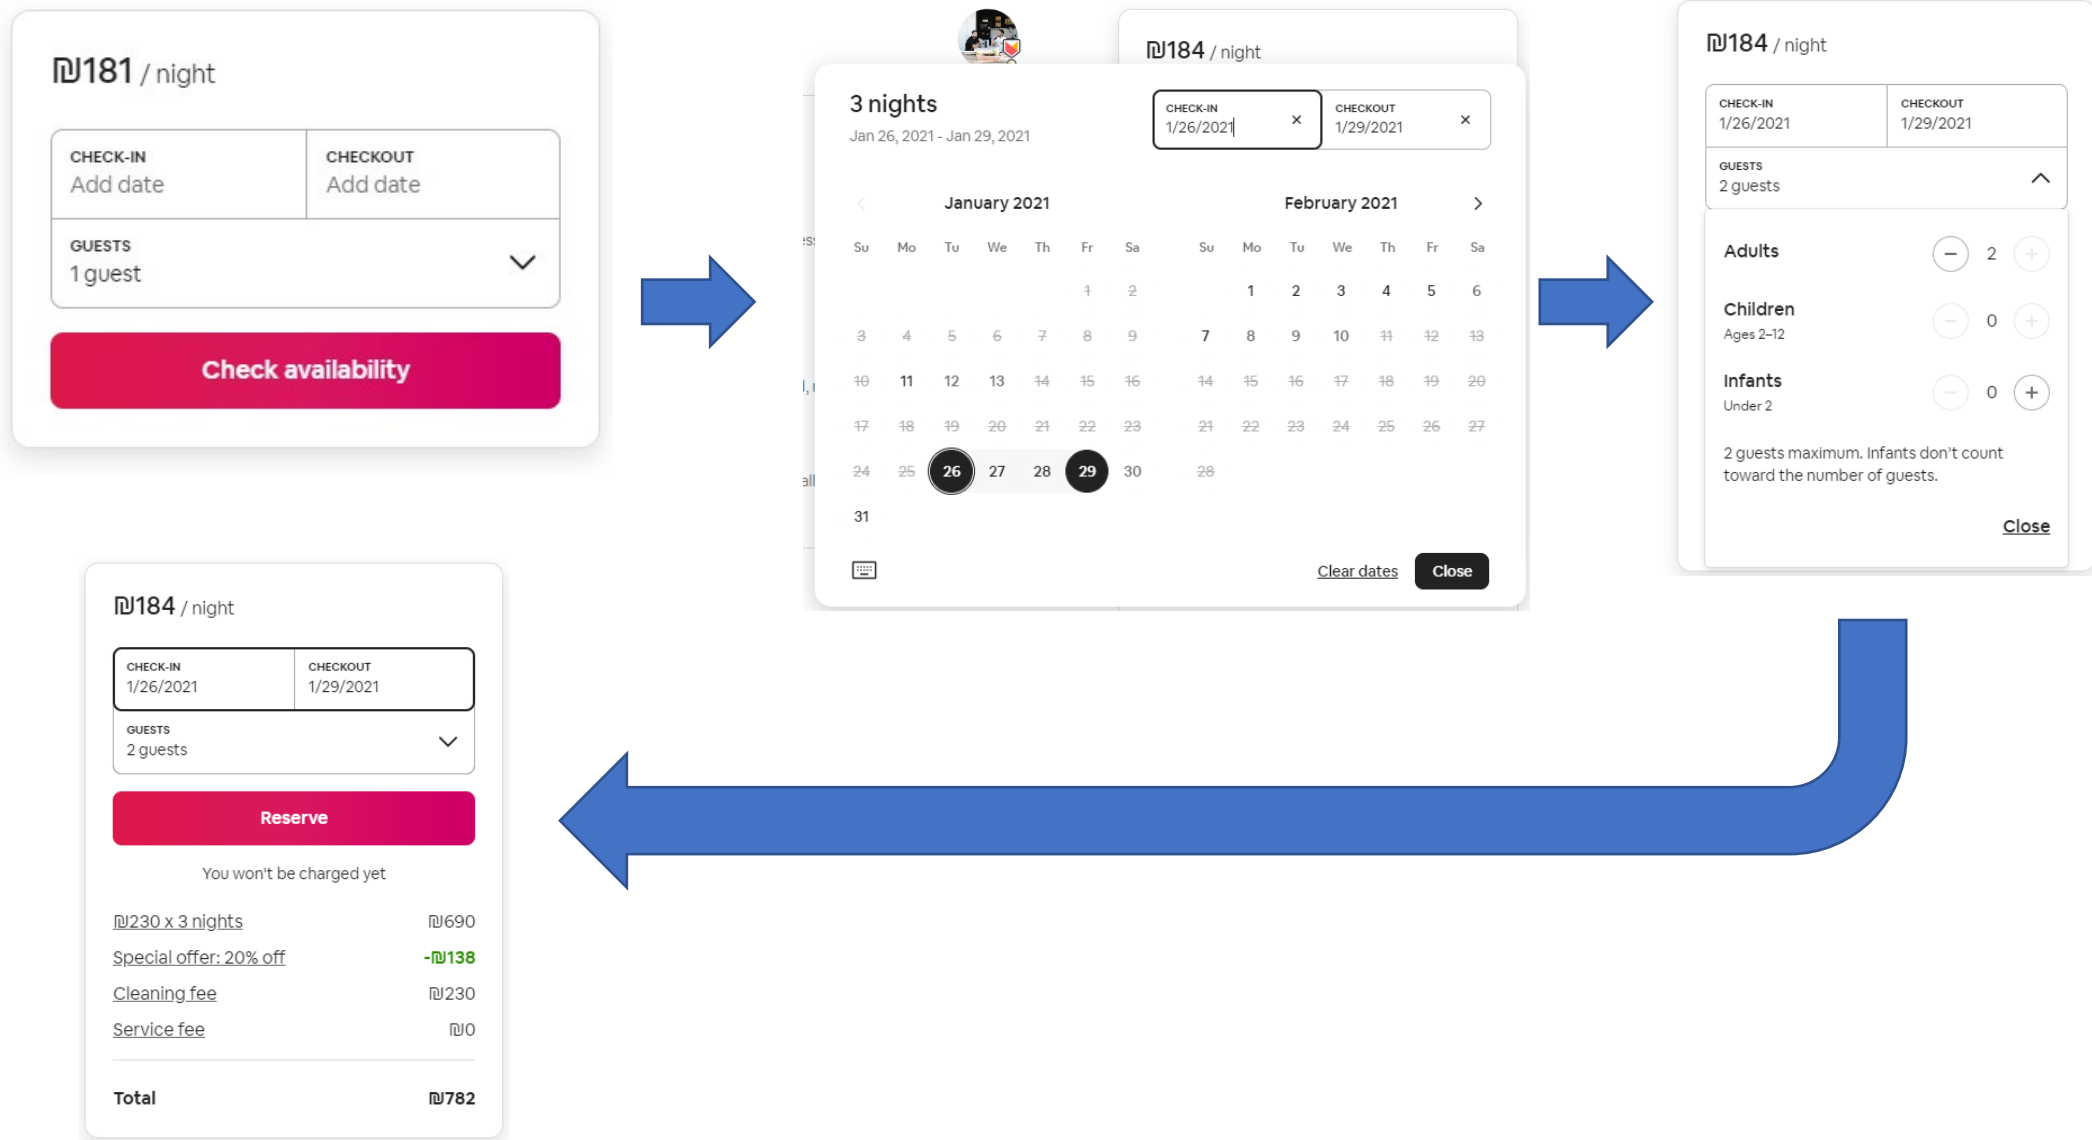 ₪181 / night
CHECK-IN CHECKOUT
Add date Add date
GUESTS
1 guest
Check availability
₪184 / night
3 nights
Jan 26, 2021 - Jan 29, 2021
CHECK-IN CHECKOUT
1/26/2021 × 1/29/2021 ×
January 2021 February 2021
Su Mo Tu We Th Fr Sa Su Mo Tu We Th Fr Sa
1 2 1 2 3 4 5 6
3 4 5 6 7 8 9 7 8 9 10 11 12 13
10 11 12 13 14 15 16 14 15 16 17 18 19 20
17 18 19 20 21 22 23 21 22 23 24 25 26 27
24 25 26 27 28 29 30 28
31
Clear dates Close
₪184 / night
CHECK-IN CHECKOUT
1/26/2021 1/29/2021
GUESTS
2 guests
Adults − 2 +
Children
Ages 2–12 − 0 +
Infants
Under 2 − 0 +
2 guests maximum. Infants don't count
toward the number of guests.
Close
₪184 / night
CHECK-IN CHECKOUT
1/26/2021 1/29/2021
GUESTS
2 guests
Reserve
You won't be charged yet
₪230 x 3 nights ₪690
Special offer: 20% off -₪138
Cleaning fee ₪230
Service fee ₪0
Total ₪782